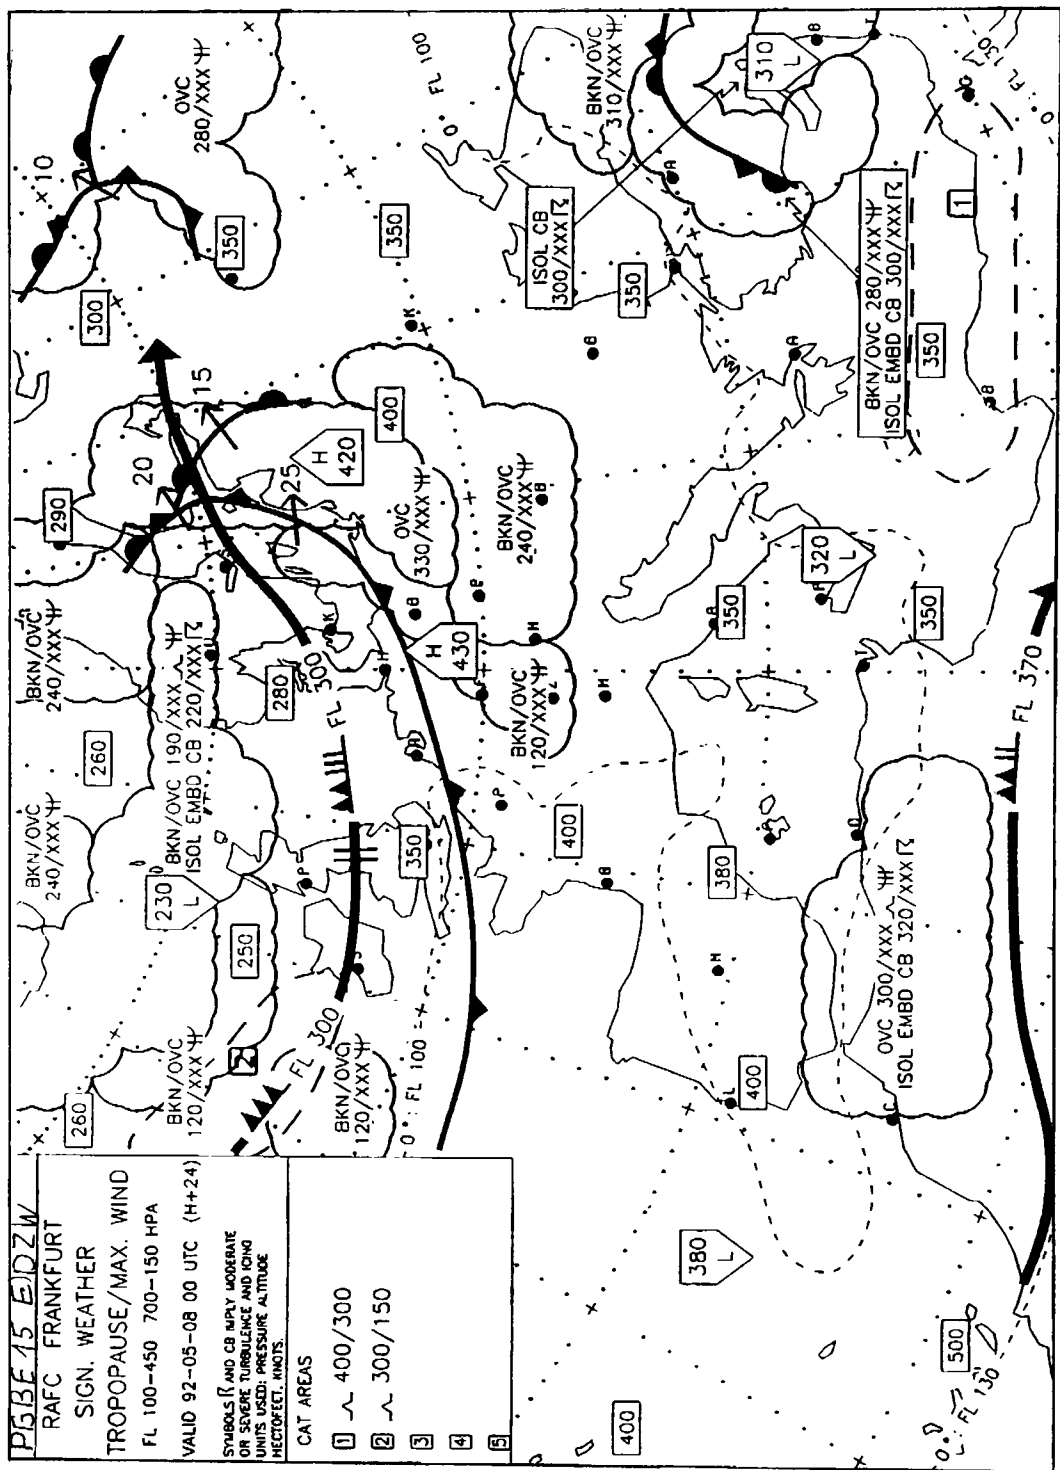 PGBE15 EDZW
RAFC FRANKFURT
SIGN. WEATHER
TROPOPAUSE/MAX. WIND
FL 100-450 700-150 HPA
VALID 92-05-08 00 UTC (H+24)
SYMBOLS AND CB IMPLY MODERATE
OR SEVERE TURBULENCE AND ICING
UNITS USED: PRESSURE ALTITUDE
HECTOFEET, KNOTS.
CAT AREAS
1 400/300
2 300/150
3
4
5
260
BKN/OVC
120/XXX
2
FL 300
BKN/OVC
120/XXX
0°: FL 100
250
230
L
BKN/OVC
240/XXX
260
BKN/OVC
240/XXX
BKN/OVC 190/XXX
ISOL EMBD CB 220/XXX
280
300
FL
350
290
20
15
25
H
420
400
OVC
330/XXX
H
430
BKN/OVC
240/XXX
BKN/OVC
120/XXX
300
10
OVC
280/XXX
350
350
0°: FL 100
ISOL CB
300/XXX
BKN/OVC
310/XXX
310
L
350
BKN/OVC 280/XXX
ISOL EMBD CB 300/XXX
1
350
0°: FL 130
400
380
350
320
L
350
FL 370
OVC 300/XXX
ISOL EMBD CB 320/XXX
400
380
L
400
500
0°: FL 130